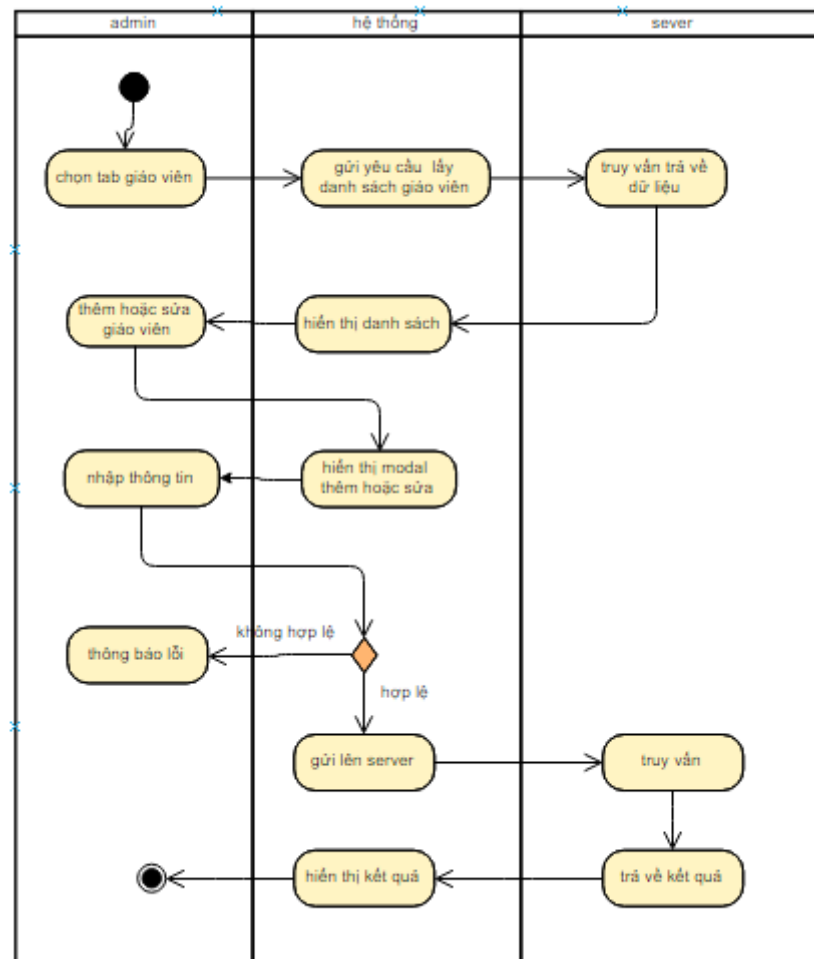 admin
hệ thống
sever
chọn tab giáo viên
gửi yêu cầu lấy
danh sách giáo viên
truy vấn trả về
dữ liệu
thêm hoặc sửa
giáo viên
hiển thị danh sách
nhập thông tin
hiển thị modal
thêm hoặc sửa
không hợp lệ
thông báo lỗi
hợp lệ
gửi lên server
truy vấn
hiển thị kết quả
trả về kết quả